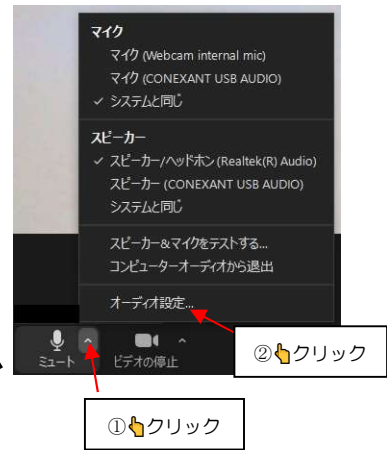 マイク
マイク (Webcam internal mic)
マイク (CONEXANT USB AUDIO)
✓ システムと同じ
スピーカー
✓ スピーカー/ヘッドホン (Realtek(R) Audio)
スピーカー (CONEXANT USB AUDIO)
システムと同じ
スピーカー&マイクをテストする...
コンピューターオーディオから退出
オーディオ設定...
ミュート ビデオの停止
②👆クリック
①👆クリック